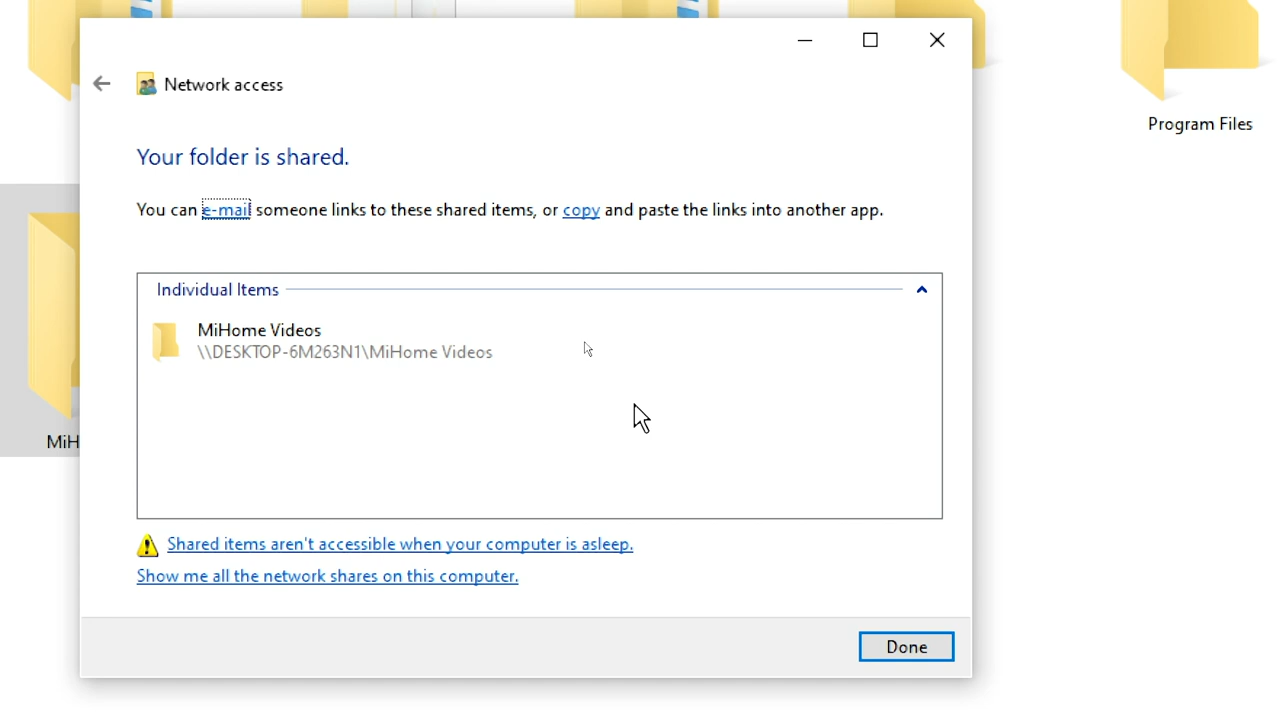 Network access
Program Files
Your folder is shared.
You can e-mail someone links to these shared items, or copy and paste the links into another app.
Individual Items
MiHome Videos
\\DESKTOP-6M263N1\MiHome Videos
MiH
Shared items aren't accessible when your computer is asleep.
Show me all the network shares on this computer.
Done